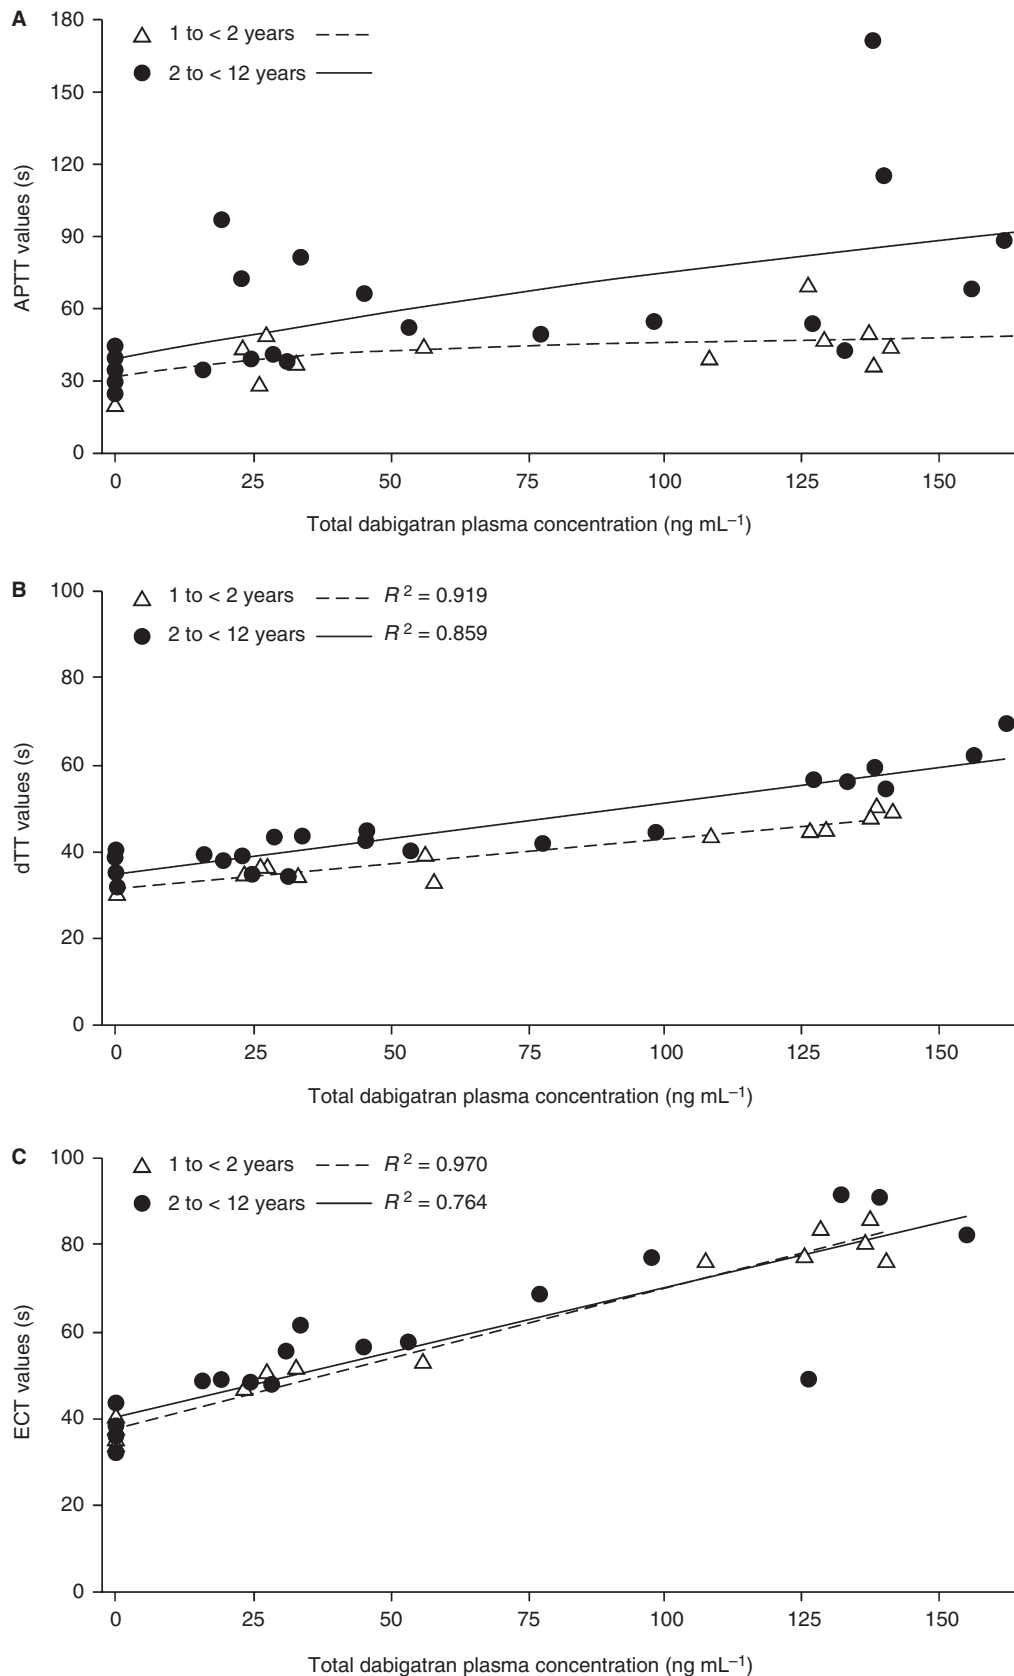 A
180
1 to < 2 years
2 to < 12 years
150
120
90
60
30
0
APTT values (s)
0 25 50 75 100 125 150
Total dabigatran plasma concentration (ng mL⁻¹)
B
100
1 to < 2 years R² = 0.919
2 to < 12 years R² = 0.859
80
60
40
20
0
dTT values (s)
0 25 50 75 100 125 150
Total dabigatran plasma concentration (ng mL⁻¹)
C
100
1 to < 2 years R² = 0.970
2 to < 12 years R² = 0.764
80
60
40
20
0
ECT values (s)
0 25 50 75 100 125 150
Total dabigatran plasma concentration (ng mL⁻¹)